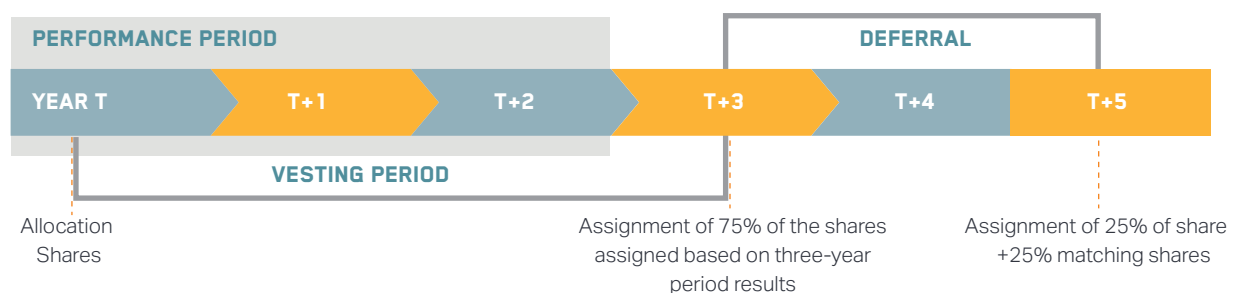 PERFORMANCE PERIOD
DEFERRAL
YEAR T
T+1
T+2
T+3
T+4
T+5
VESTING PERIOD
Allocation
Shares
Assignment of 75% of the shares
assigned based on three-year
period results
Assignment of 25% of share
+25% matching shares